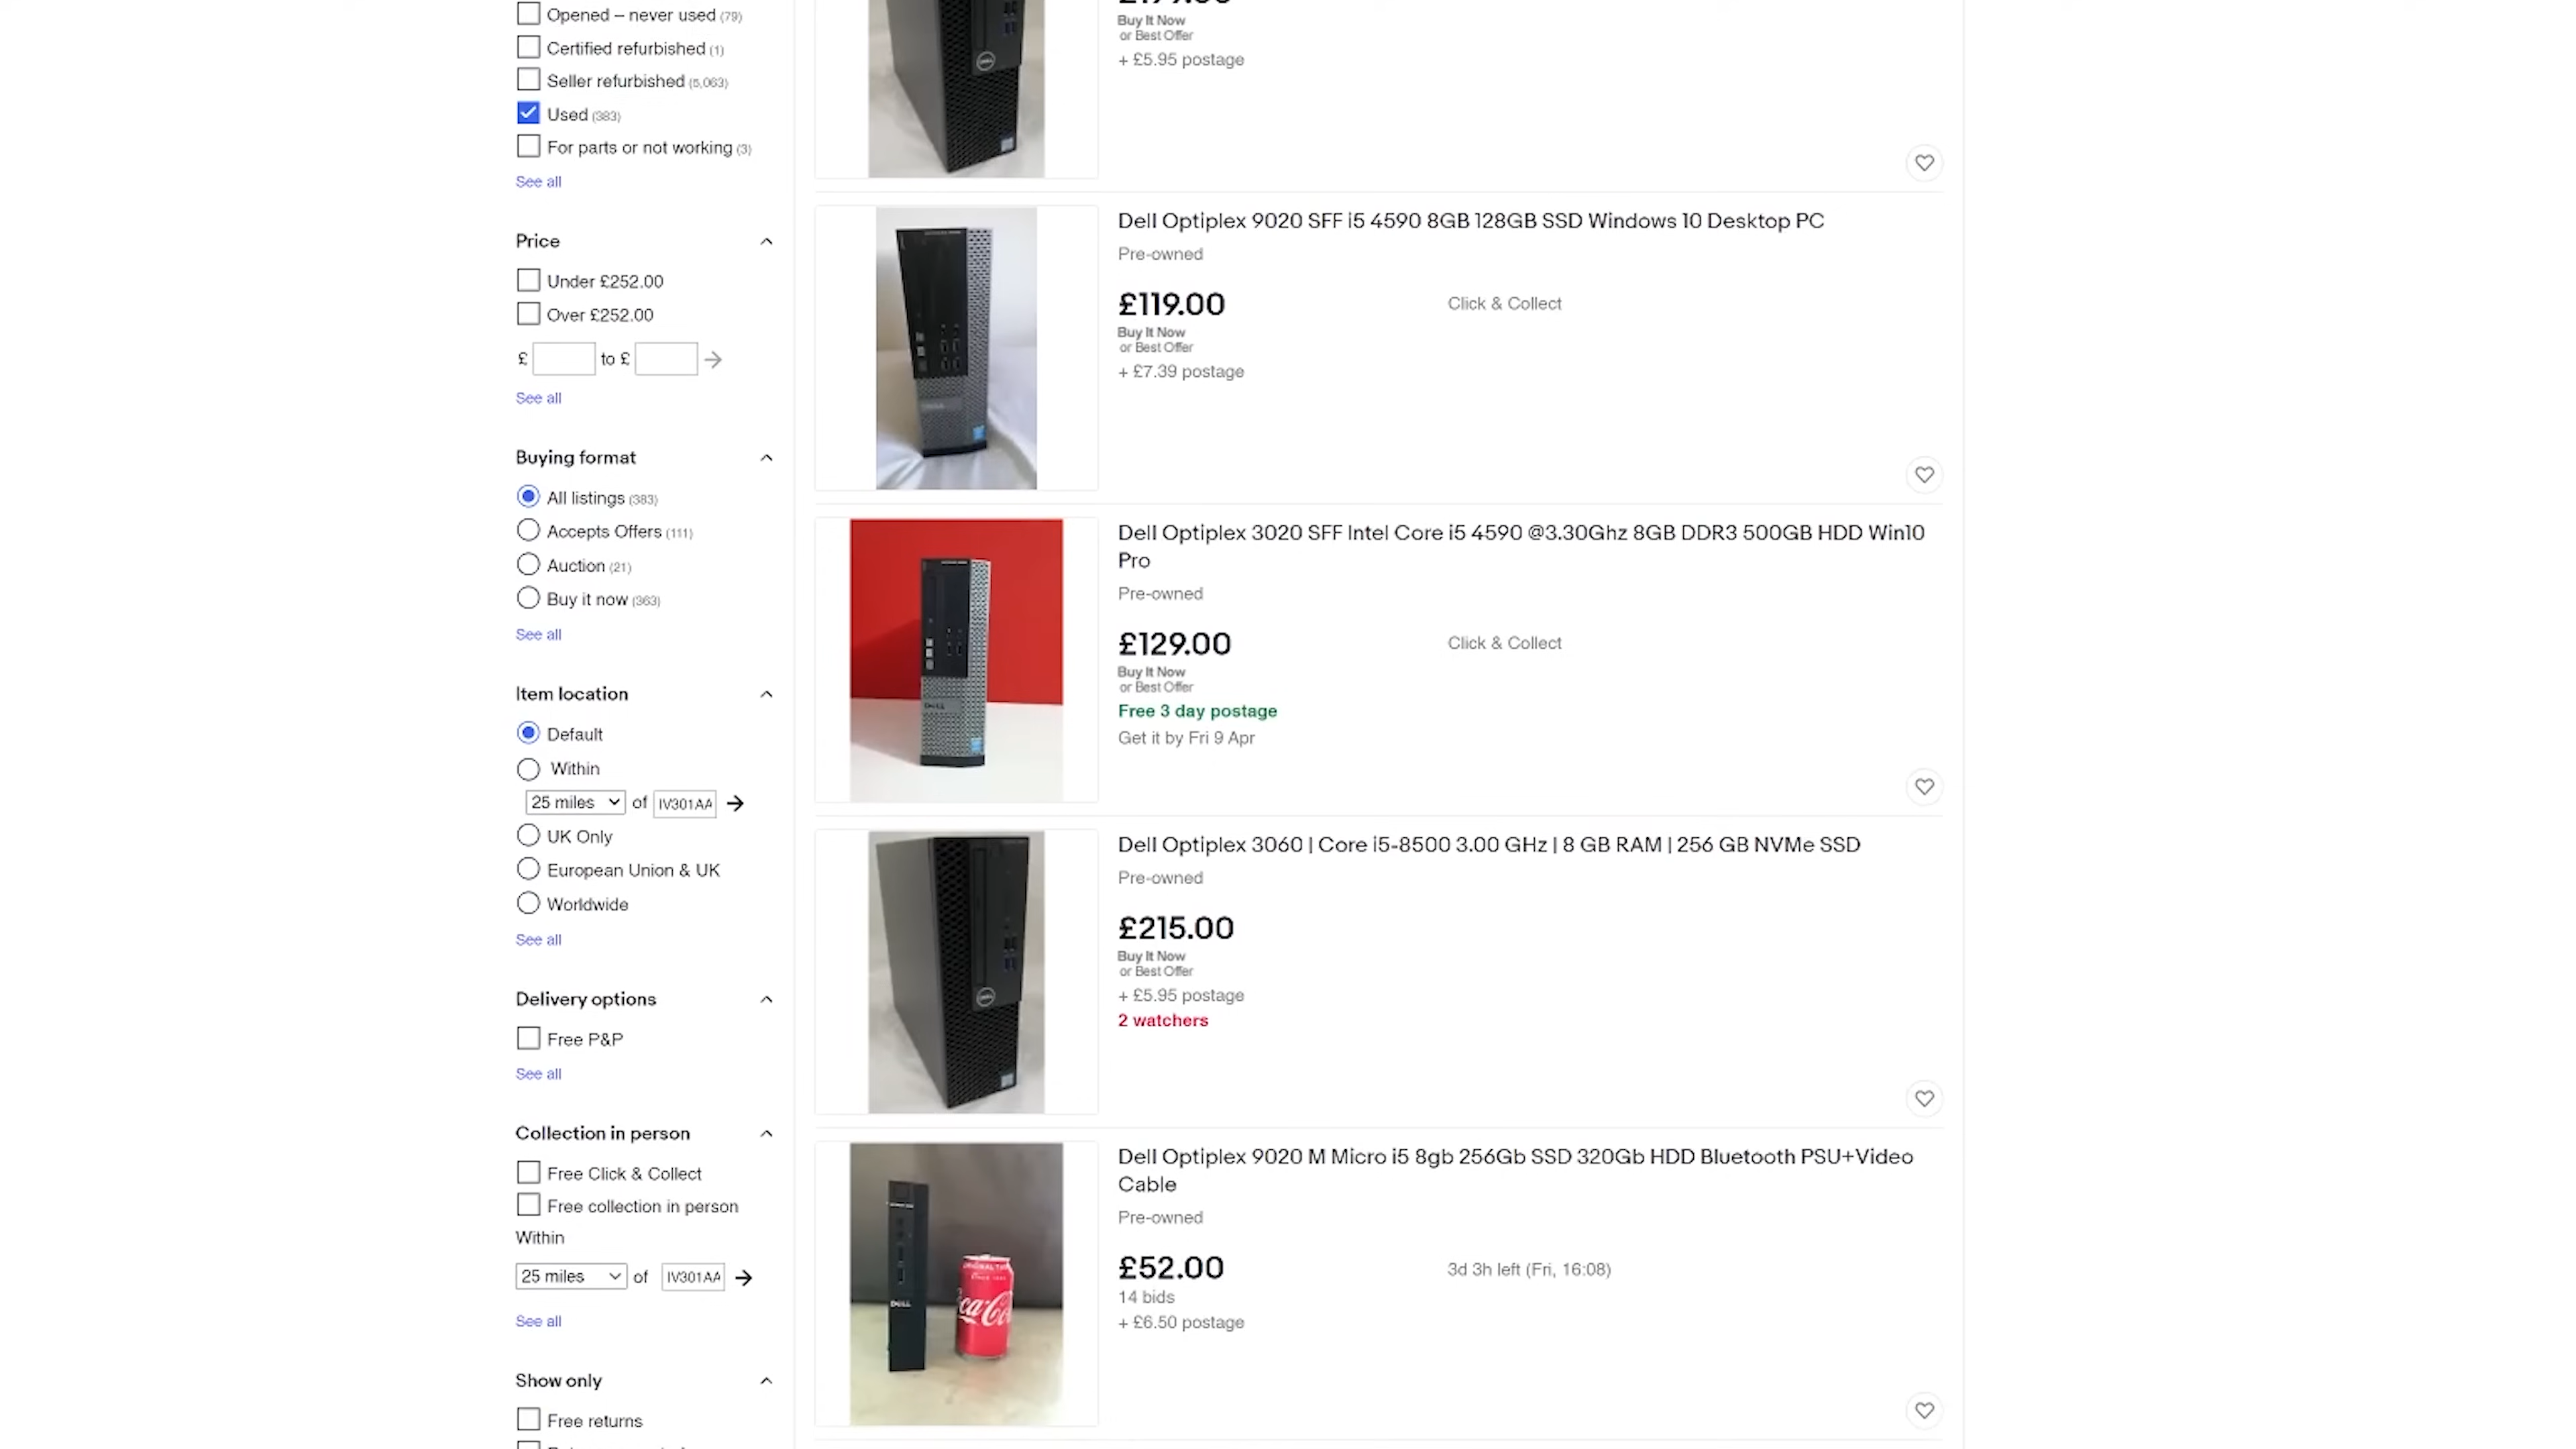 Opened – never used (79)
Certified refurbished (1)
Seller refurbished (5,063)
Used (383)
For parts or not working (3)
See all
Price
Under £252.00
Over £252.00
£ to £
See all
Buying format
All listings (383)
Accepts Offers (111)
Auction (21)
Buy it now (363)
See all
Item location
Default
Within
25 miles of IV301AA
UK Only
European Union & UK
Worldwide
See all
Delivery options
Free P&P
See all
Collection in person
Free Click & Collect
Free collection in person
Within
25 miles of IV301AA
See all
Show only
Free returns
Buy It Now
or Best Offer
+ £5.95 postage
Dell Optiplex 9020 SFF i5 4590 8GB 128GB SSD Windows 10 Desktop PC
Pre-owned
£119.00 Click & Collect
Buy It Now
or Best Offer
+ £7.39 postage
Dell Optiplex 3020 SFF Intel Core i5 4590 @3.30Ghz 8GB DDR3 500GB HDD Win10
Pro
Pre-owned
£129.00 Click & Collect
Buy It Now
or Best Offer
Free 3 day postage
Get it by Fri 9 Apr
DELL
Dell Optiplex 3060 | Core i5-8500 3.00 GHz | 8 GB RAM | 256 GB NVMe SSD
Pre-owned
£215.00
Buy It Now
or Best Offer
+ £5.95 postage
2 watchers
DELL
Dell Optiplex 9020 M Micro i5 8gb 256Gb SSD 320Gb HDD Bluetooth PSU+Video
Cable
Pre-owned
£52.00 3d 3h left (Fri, 16:08)
14 bids
+ £6.50 postage
DELL